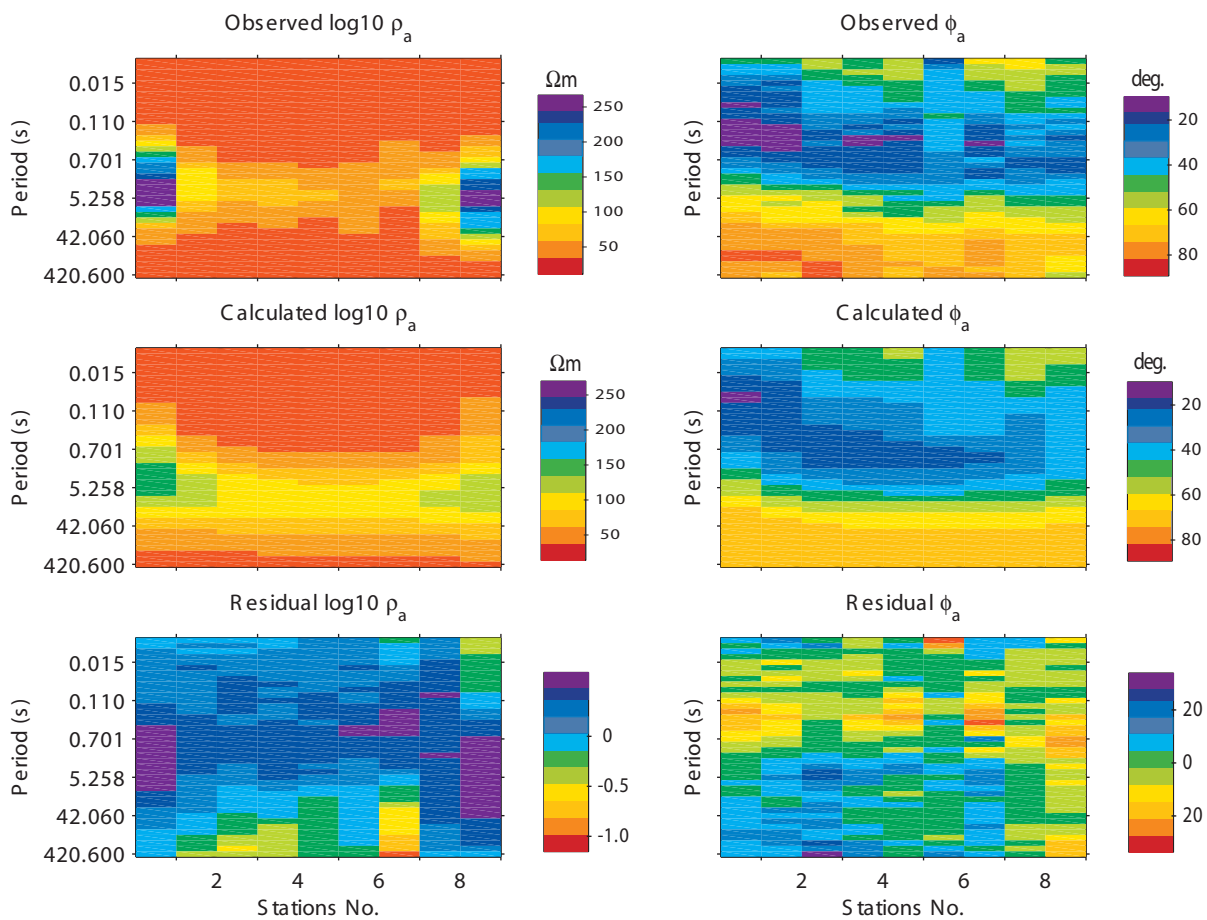 Observed log10 ρa
Observed ϕa
Ωm
deg.
Period (s)
0.015
0.110
0.701
5.258
42.060
420.600
250
200
150
100
50
Period (s)
20
40
60
80
Calculated log10 ρa
Calculated ϕa
Ωm
deg.
Period (s)
0.015
0.110
0.701
5.258
42.060
420.600
250
200
150
100
50
Period (s)
20
40
60
80
Residual log10 ρa
Residual ϕa
Period (s)
0.015
0.110
0.701
5.258
42.060
420.600
0
-0.5
-1.0
Period (s)
20
0
20
2 4 6 8
Stations No.
2 4 6 8
Stations No.